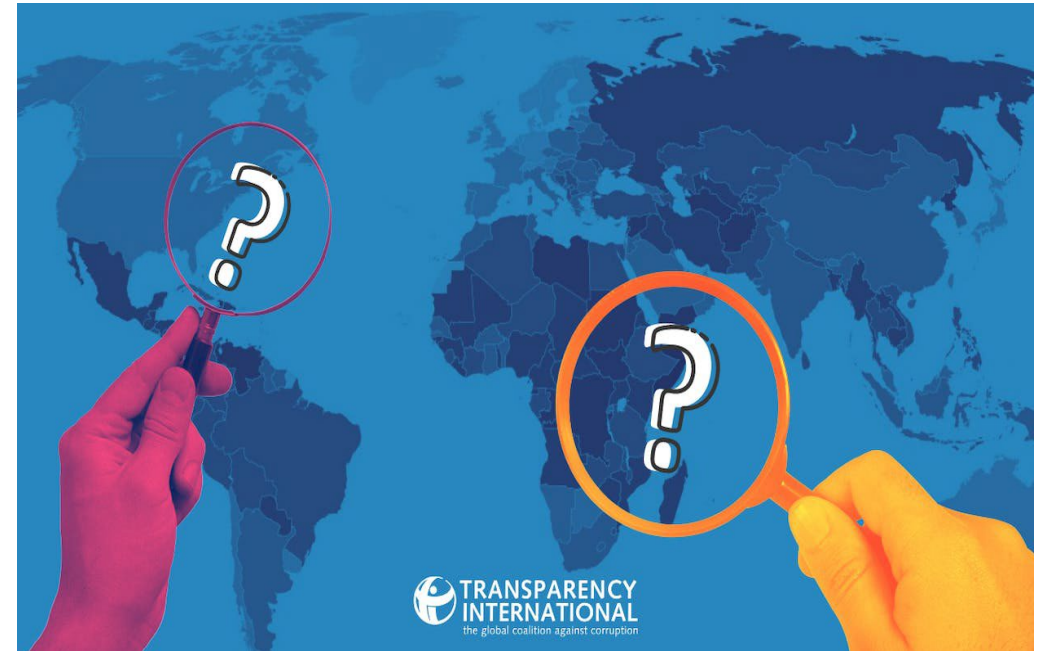 ?
?
TRANSPARENCY
INTERNATIONAL
the global coalition against corruption